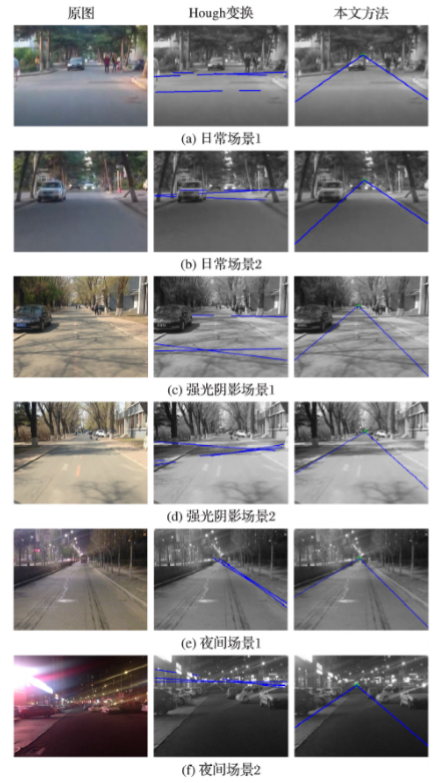 原图 Hough变换 本文方法
(a) 日常场景1
(b) 日常场景2
(c) 强光阴影场景1
(d) 强光阴影场景2
(e) 夜间场景1
(f) 夜间场景2